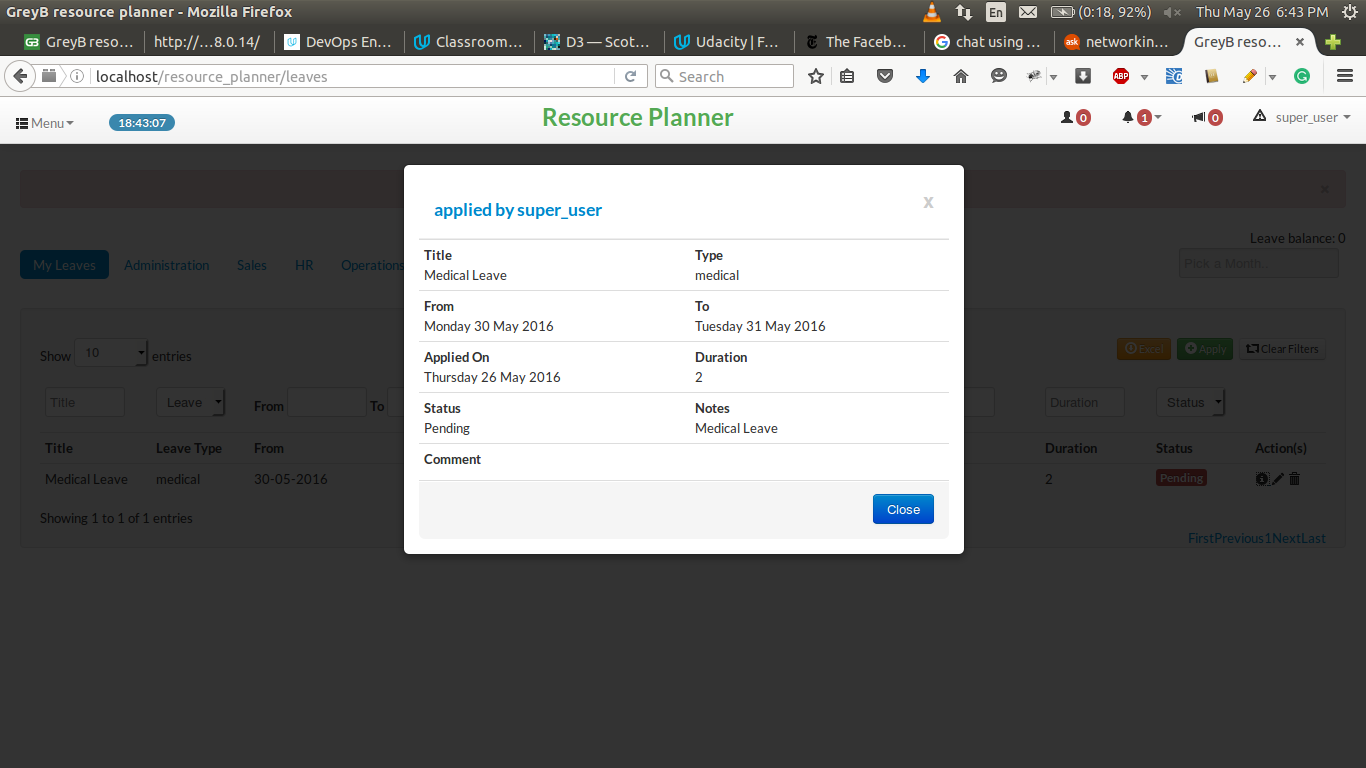 GreyB resource planner - Mozilla Firefox
En
(0:18, 92%)
Thu May 26 6:43 PM
GreyB reso...
http://...8.0.14/
DevOps En...
Classroom...
D3 — Scot...
Udacity | F...
The Faceb...
chat using ...
ask
networkin...
GreyB reso...
localhost/resource_planner/leaves
Search
ABP
Menu
18:43:07
Resource Planner
0
1
0
super_user
applied by super_user
x
Leave balance: 0
My Leaves
Administration
Sales
HR
Operations
Pick a Month...
Title
Type
Medical Leave
medical
From
To
Monday 30 May 2016
Tuesday 31 May 2016
Applied On
Duration
Thursday 26 May 2016
2
Status
Notes
Pending
Medical Leave
Comment
Close
Show 10 entries
Excel
Apply
Clear Filters
Title
Leave
From
To
Duration
Status
Title
Leave Type
From
Duration
Status
Action(s)
Medical Leave
medical
30-05-2016
2
Pending
Showing 1 to 1 of 1 entries
FirstPrevious1NextLast